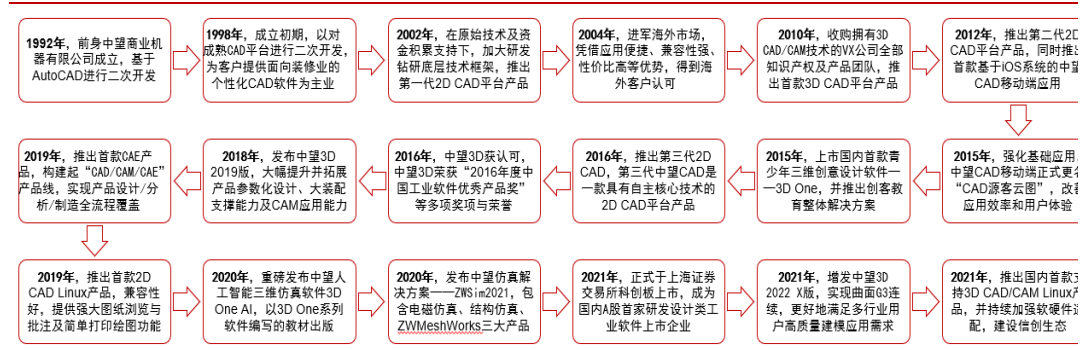 1992年，前身中望商业机
器有限公司成立，基于
AutoCAD进行二次开发
1998年，成立初期，以对
成熟CAD平台进行二次开发，
为客户提供面向装修业的
个性化CAD软件为主业
2002年，在原始技术及资
金积累支持下，加大研发
钻研底层技术框架，推出
第一代2D CAD平台产品
2004年，进军海外市场，
凭借应用便捷、兼容性强、
性价比高等优势，得到海
外客户认可
2010年，收购拥有3D
CAD/CAM技术的VX公司全部
知识产权及产品团队，推
出首款3D CAD平台产品
2012年，推出第二代2D
CAD平台产品，同时推出
首款基于iOS系统的中望
CAD移动端应用
2019年，推出首款CAE产
品，构建起“CAD/CAM/CAE”
产品线，实现产品设计/分
析/制造全流程覆盖
2018年，发布中望3D
2019版，大幅提升并拓展
产品参数化设计、大装配
支撑能力及CAM应用能力
2016年，中望3D获认可，
中望3D荣获“2016年度中
国工业软件优秀产品奖”
等多项奖项与荣誉
2016年，推出第三代2D
CAD，第三代中望CAD是
一款具有自主核心技术的
2D CAD平台产品
2015年，上市国内首款青
少年三维创意设计软件—
—3D One，并推出创客教
育整体解决方案
2015年，强化基础应用，
中望CAD移动端正式更名
“CAD源客云图”，改善
应用效率和用户体验
2019年，推出首款2D
CAD Linux产品，兼容性
好，提供强大图纸浏览与
批注及简单打印绘图功能
2020年，重磅发布中望人
工智能三维仿真软件3D
One AI，以3D One系列
软件编写的教材出版
2020年，发布中望仿真解
决方案——ZWSim2021，包
含电磁仿真、结构仿真、
ZWMeshWorks三大产品
2021年，正式于上海证券
交易所科创板上市，成为
国内A股首家研发设计类工
业软件上市企业
2021年，增发中望3D
2022 X版，实现曲面G3连
续，更好地满足多行业用
户高质量建模应用需求
2021年，推出国内首款支
持3D CAD/CAM Linux产
品，并持续加强软硬件适
配，建设信创生态